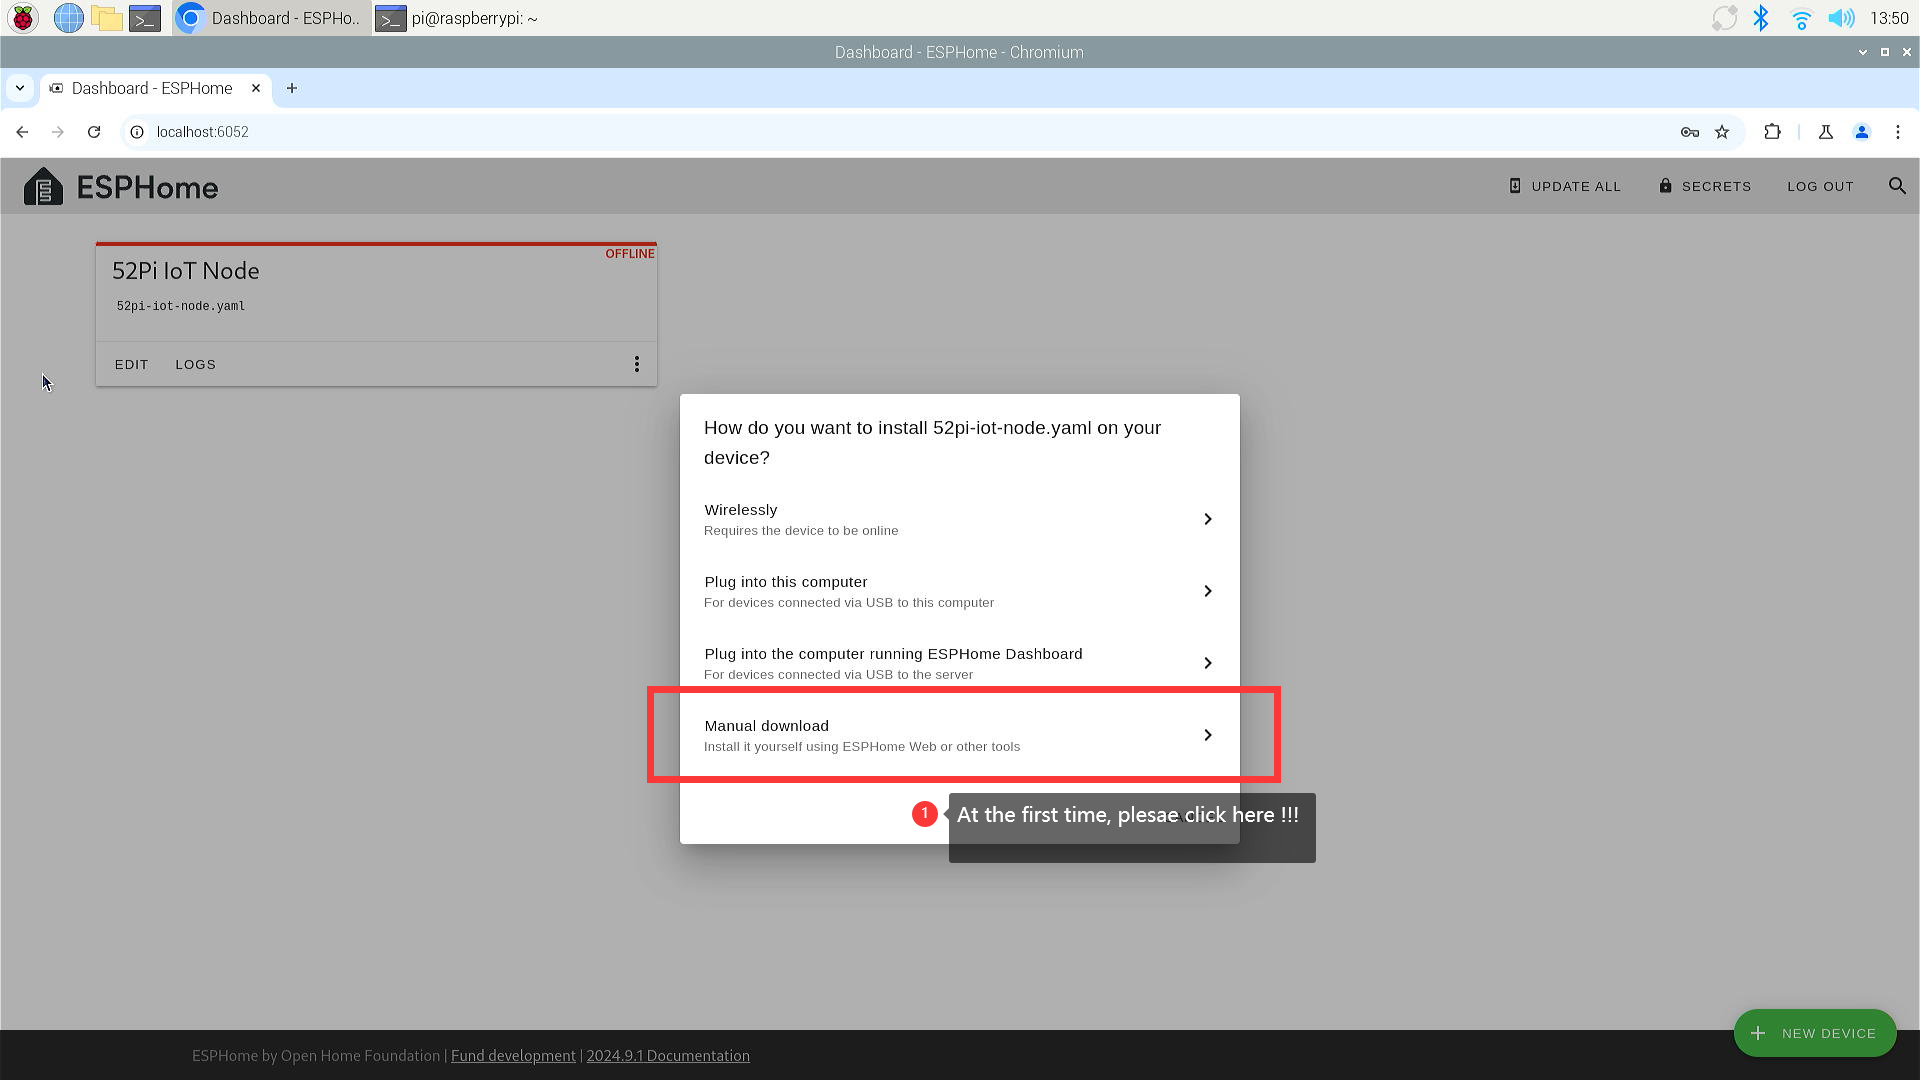 Dashboard - ESPHo..
pi@raspberrypi: ~
13:50
Dashboard - ESPHome - Chromium
Dashboard - ESPHome
localhost:6052
ESPHome
UPDATE ALL
SECRETS
LOG OUT
OFFLINE
52Pi IoT Node
52pi-iot-node.yaml
EDIT
LOGS
How do you want to install 52pi-iot-node.yaml on your
device?
Wirelessly
Requires the device to be online
Plug into this computer
For devices connected via USB to this computer
Plug into the computer running ESPHome Dashboard
For devices connected via USB to the server
Manual download
Install it yourself using ESPHome Web or other tools
1 At the first time, plesae click here !!!
NEW DEVICE
ESPHome by Open Home Foundation | Fund development | 2024.9.1 Documentation